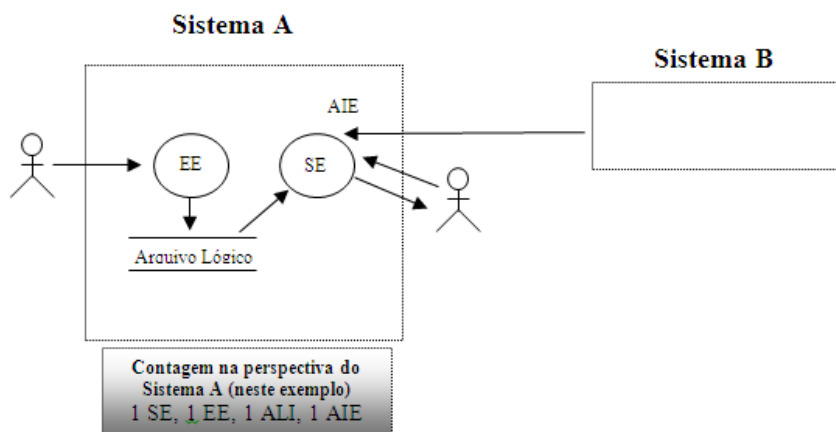 Sistema A
Sistema B
AIE
EE
SE
Arquivo Lógico
Contagem na perspectiva do
Sistema A (neste exemplo)
1 SE, 1 EE, 1 ALI, 1 AIE